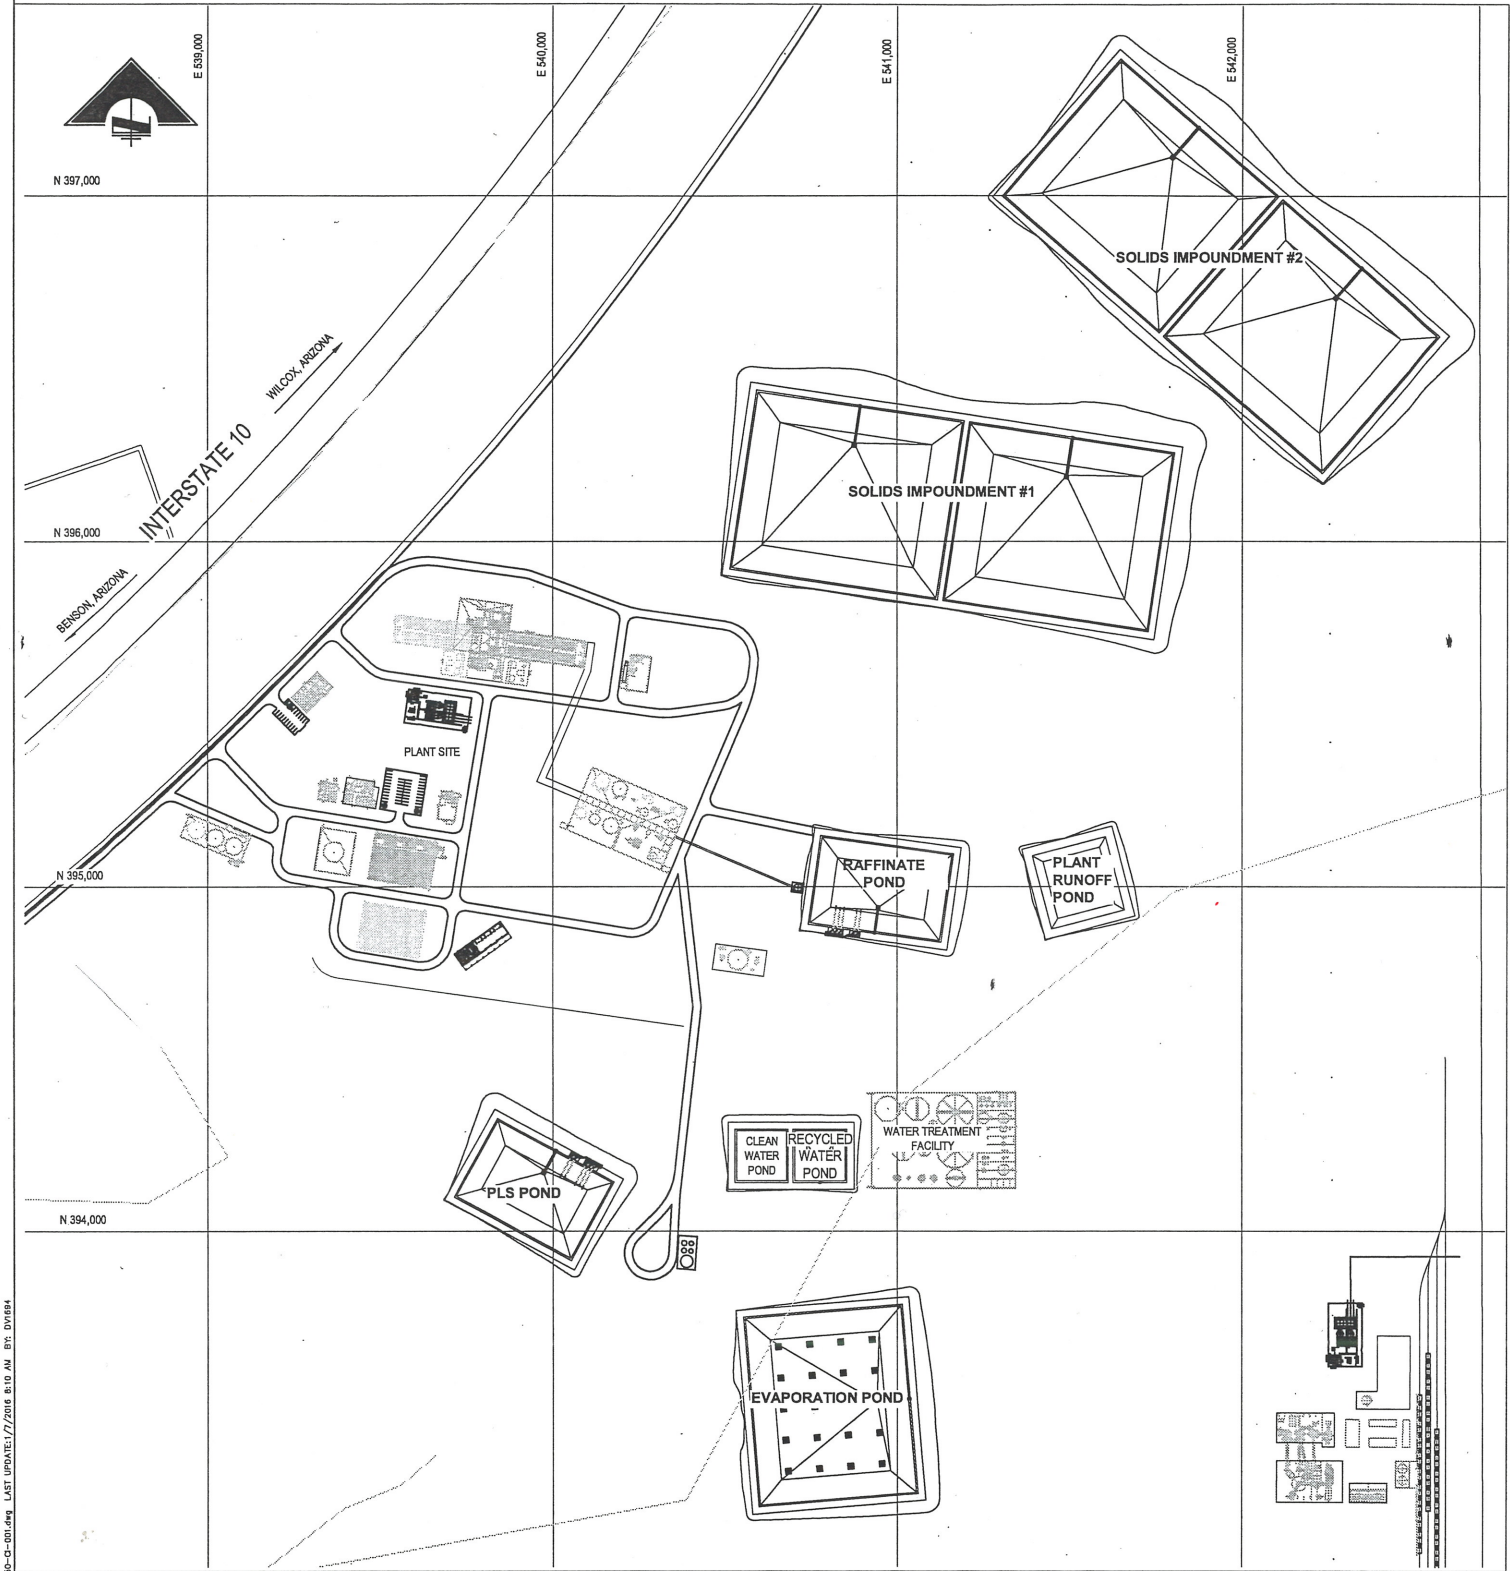 E 539,000
E 540,000
E 541,000
E 542,000
N 397,000
SOLIDS IMPOUNDMENT #2
WILCOX, ARIZONA
INTERSTATE 10
SOLIDS IMPOUNDMENT #1
N 396,000
BENSON, ARIZONA
PLANT SITE
RAFFINATE
POND
PLANT
RUNOFF
POND
N 395,000
CLEAN
WATER
POND
RECYCLED
WATER
POND
WATER TREATMENT
FACILITY
PLS POND
N 394,000
EVAPORATION POND
-CI-001.dwg LAST UPDATE:1/7/2016 8:10 AM BY: DV1694